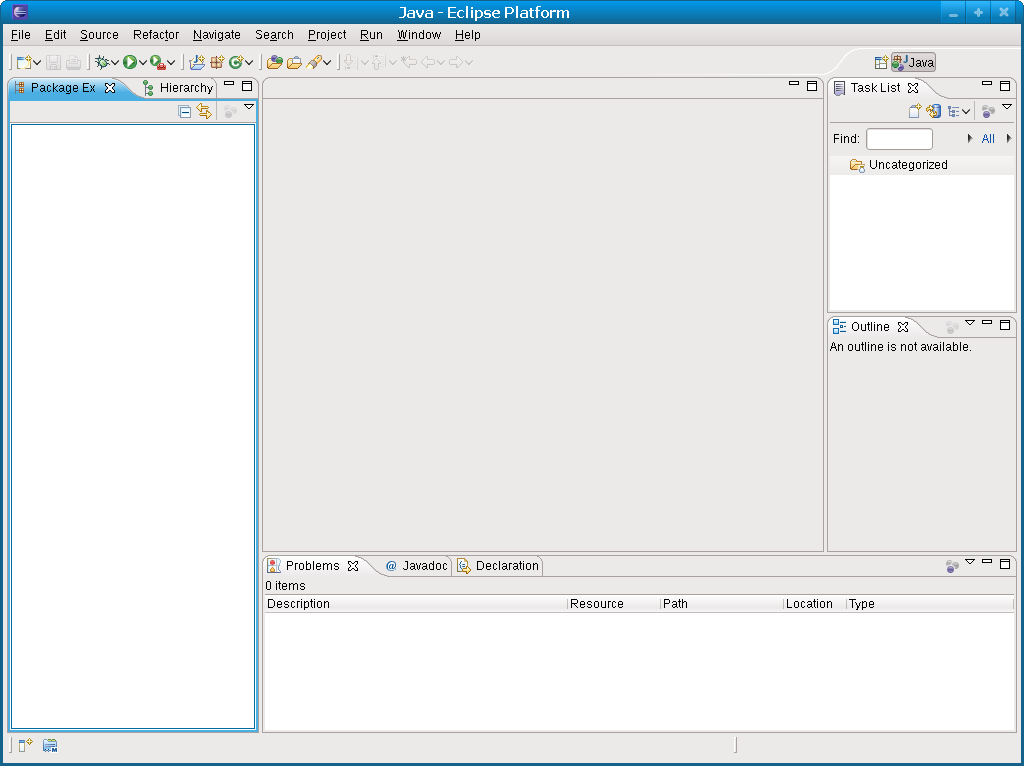 Java - Eclipse Platform
File Edit Source Refactor Navigate Search Project Run Window Help
Java
Package Ex Hierarchy
Task List
Find: All
Uncategorized
Outline
An outline is not available.
Problems @ Javadoc Declaration
0 items
Description Resource Path Location Type